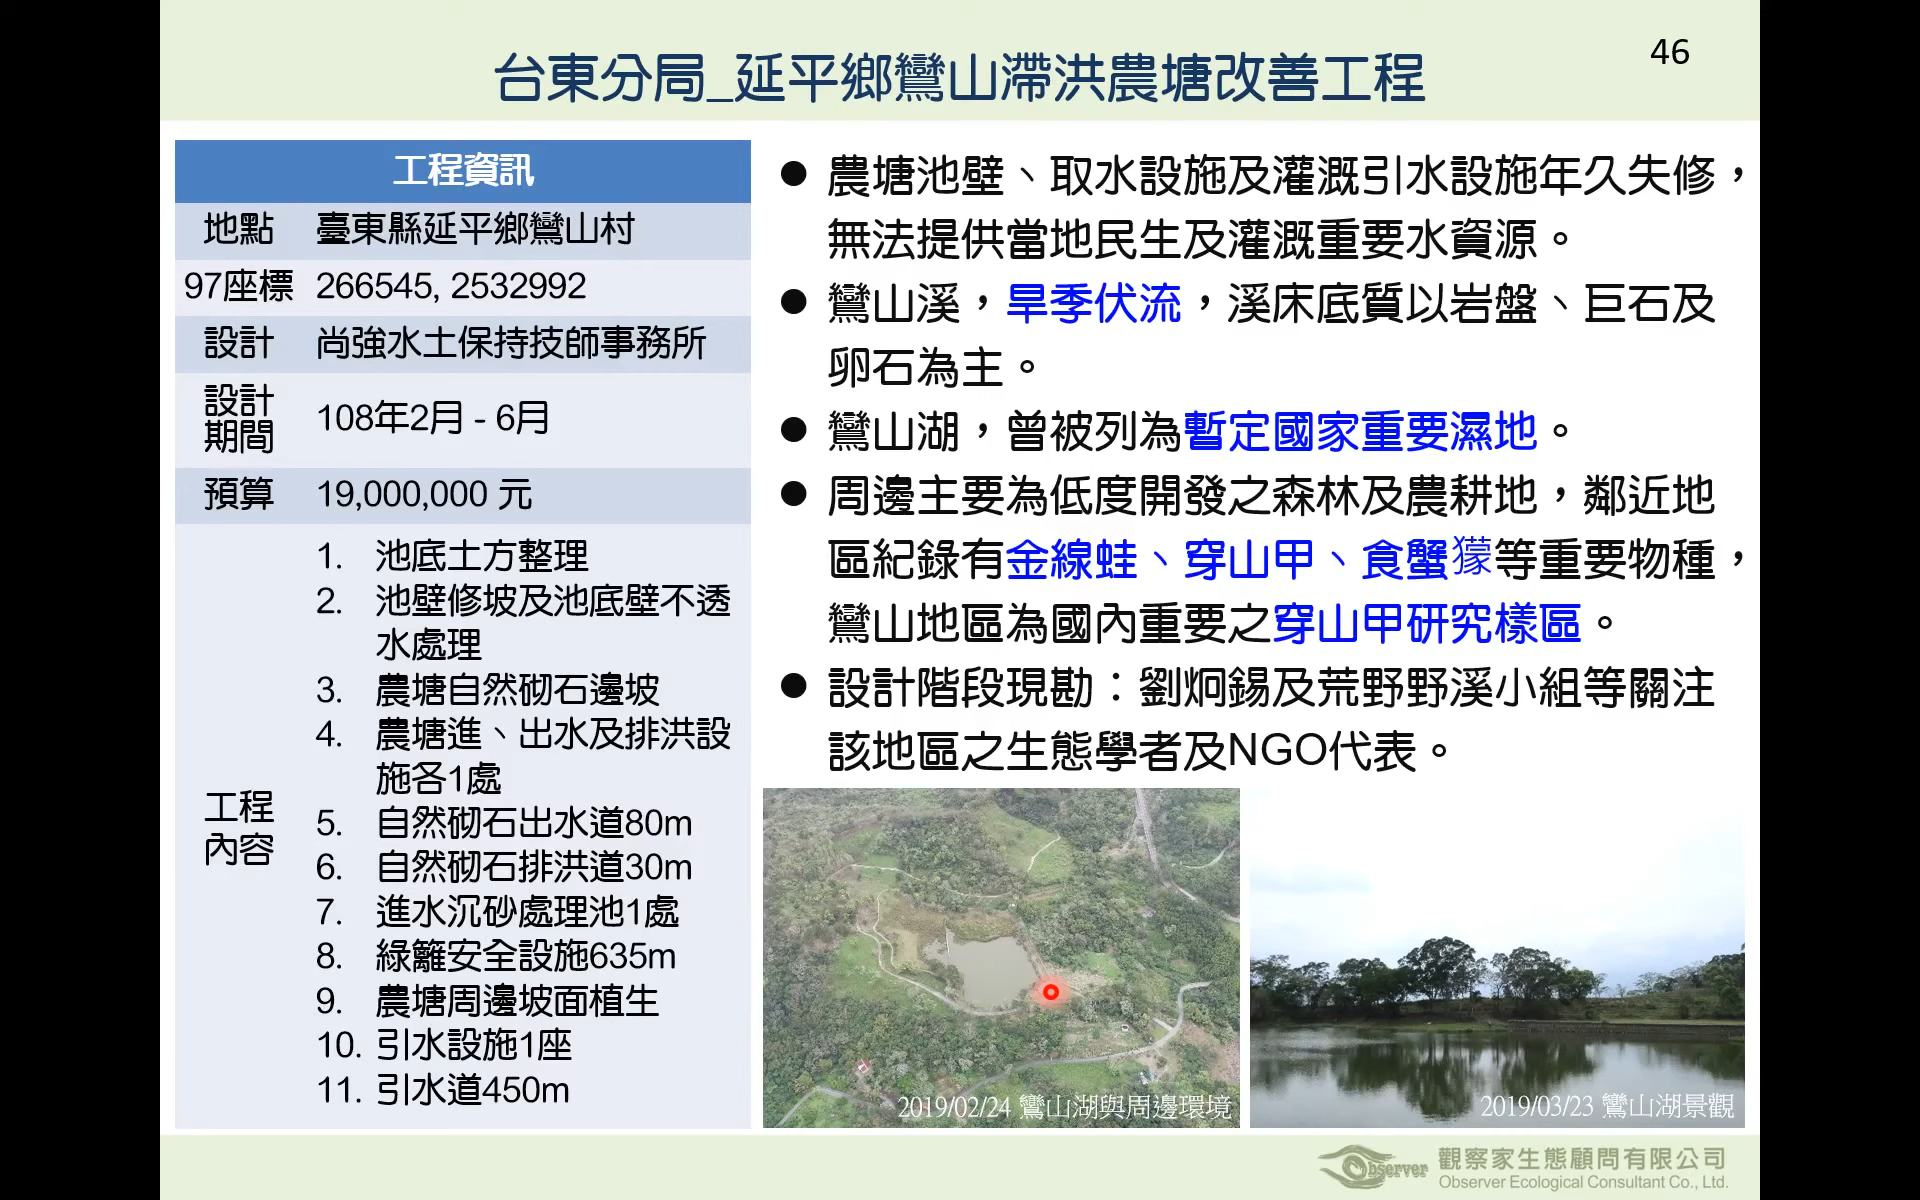 46
台東分局_延平鄉鸞山滯洪農塘改善工程
工程資訊
地點 臺東縣延平鄉鸞山村
97座標 266545, 2532992
設計 尚強水土保持技師事務所
設計
期間
108年2月 - 6月
預算 19,000,000 元
工程
內容
1. 池底土方整理
2. 池壁修坡及池底壁不透
水處理
3. 農塘自然砌石邊坡
4. 農塘進、出水及排洪設
施各1處
5. 自然砌石出水道80m
6. 自然砌石排洪道30m
7. 進水沉砂處理池1處
8. 綠籬安全設施635m
9. 農塘周邊坡面植生
10. 引水設施1座
11. 引水道450m
● 農塘池壁、取水設施及灌溉引水設施年久失修，
無法提供當地民生及灌溉重要水資源。
● 鸞山溪，旱季伏流，溪床底質以岩盤、巨石及
卵石為主。
● 鸞山湖，曾被列為暫定國家重要濕地。
● 周邊主要為低度開發之森林及農耕地，鄰近地
區紀錄有金線蛙、穿山甲、食蟹獴等重要物種，
鸞山地區為國內重要之穿山甲研究樣區。
● 設計階段現勘：劉炯錫及荒野野溪小組等關注
該地區之生態學者及NGO代表。
2019/02/24 鸞山湖與周邊環境
2019/03/23 鸞山湖景觀
Observer
觀察家生態顧問有限公司
Observer Ecological Consultant Co., Ltd.